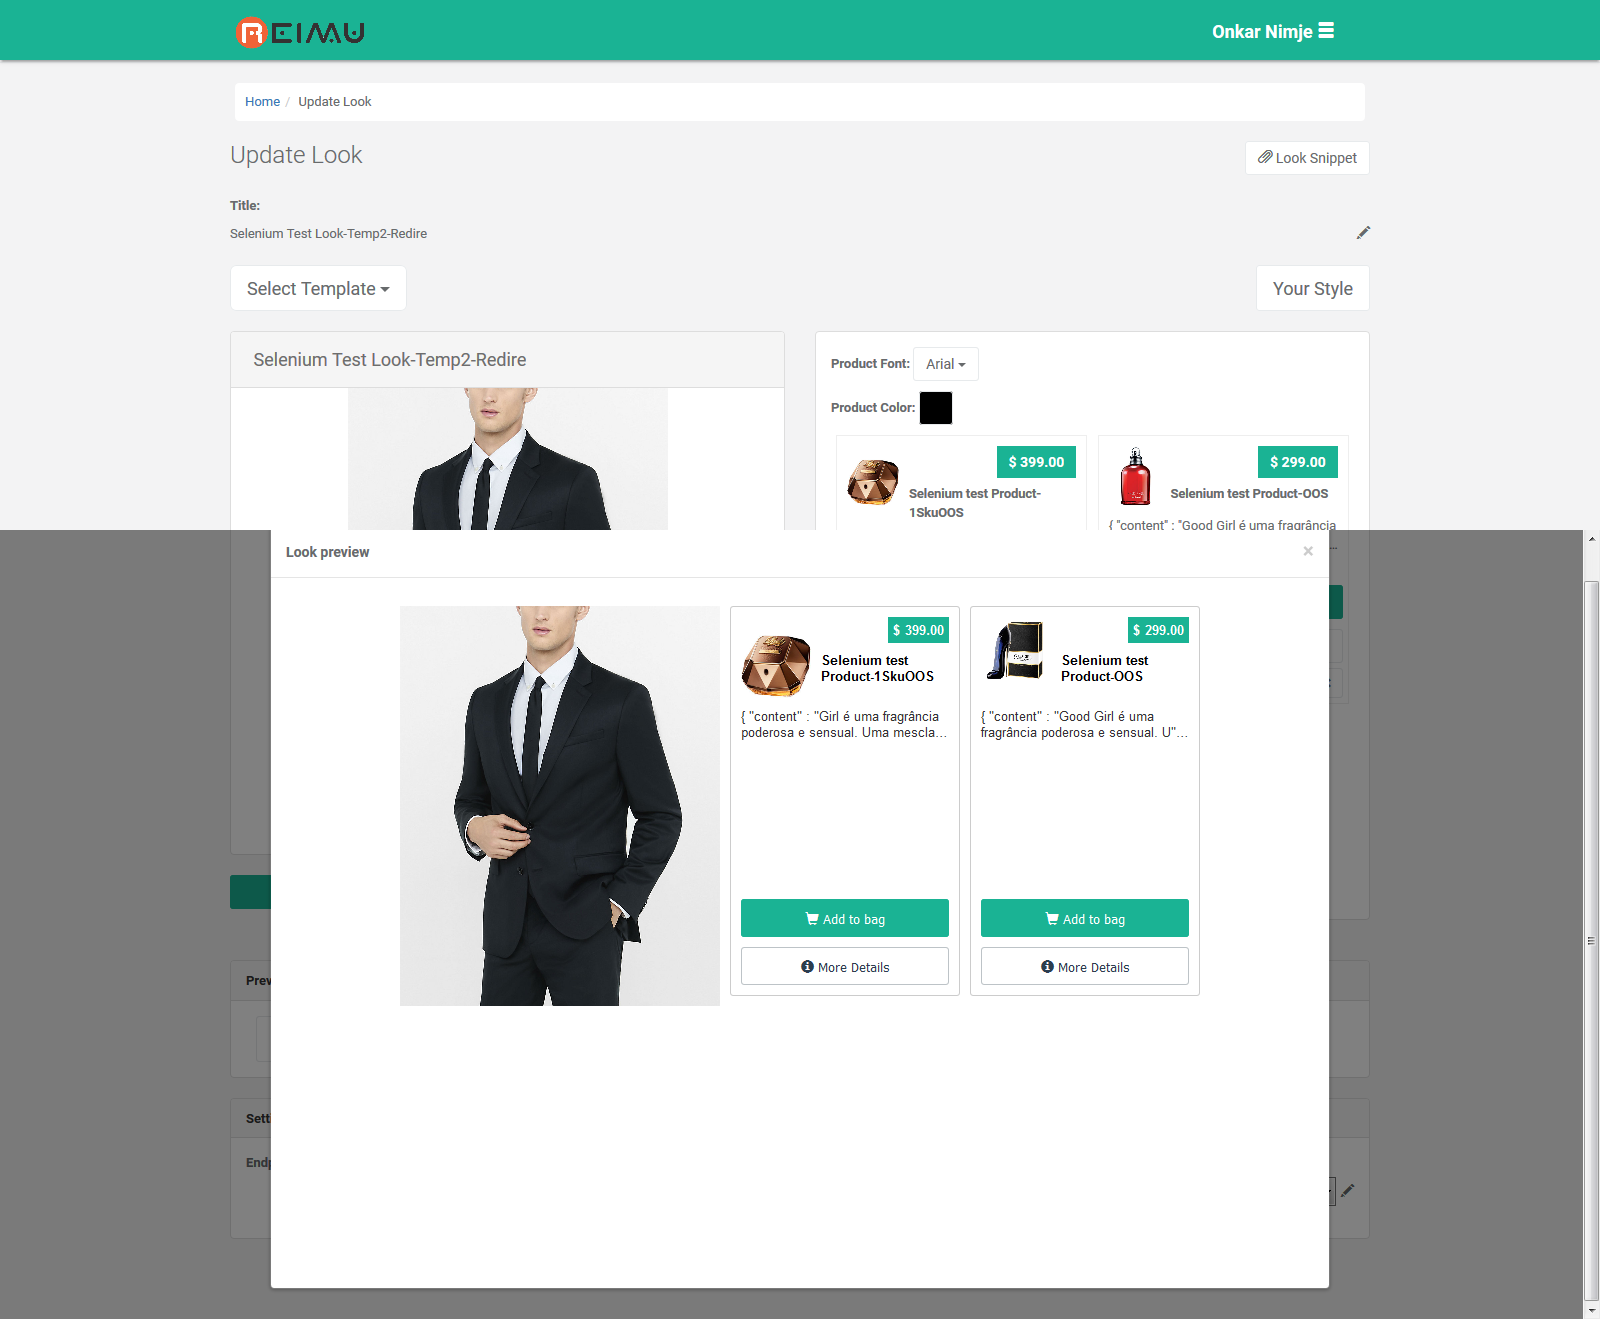 REIMU
Onkar Nimje
Home / Update Look
Update Look
Look Snippet
Title:
Selenium Test Look-Temp2-Redire
Select Template
Your Style
Selenium Test Look-Temp2-Redire
Product Font: Arial
Product Color:
$ 399.00
Selenium test Product-
1SkuOOS
$ 299.00
Selenium test Product-OOS
{ "content" : "Good Girl é uma fragrância
...
Look preview
×
$ 399.00
Selenium test
Product-1SkuOOS
{ "content" : "Girl é uma fragrância
poderosa e sensual. Uma mescla...
Add to bag
More Details
$ 299.00
Selenium test
Product-OOS
{ "content" : "Good Girl é uma
fragrância poderosa e sensual. U"...
Add to bag
More Details
Prev
Setti
Endp